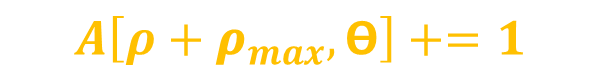 A[ρ + ρ_max, Θ] += 1